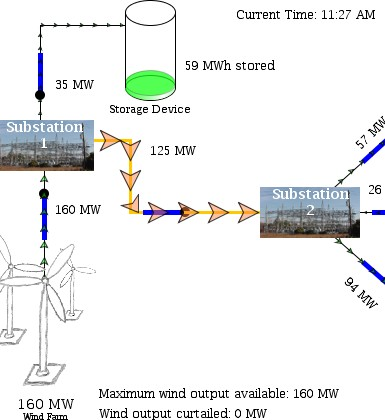 Current Time: 11:27 AM
35 MW
59 MWh stored
Storage Device
Substation
1
125 MW
57 MW
160 MW
Substation
2
26
94 MW
160 MW
Wind Farm
Maximum wind output available: 160 MW
Wind output curtailed: 0 MW